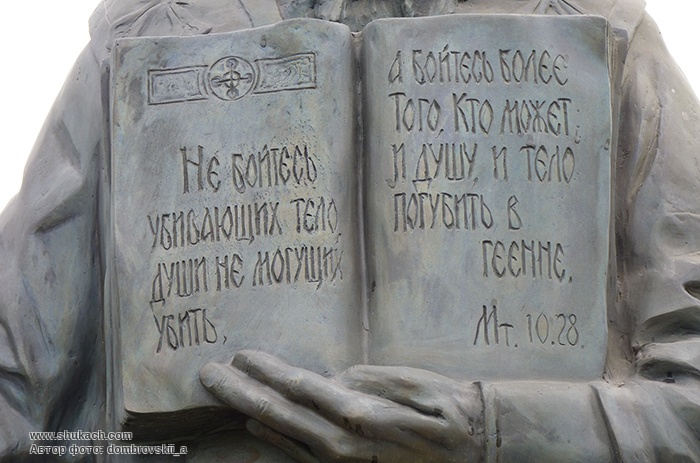 Не бойтесь
убивающих тело,
души не могущих
убить,
а бойтесь более
того, Кто может
и душу, и тело
погубить в
геенне.
Мт. 10.28.
www.shukach.com
Автор фото: dombrovskii_a